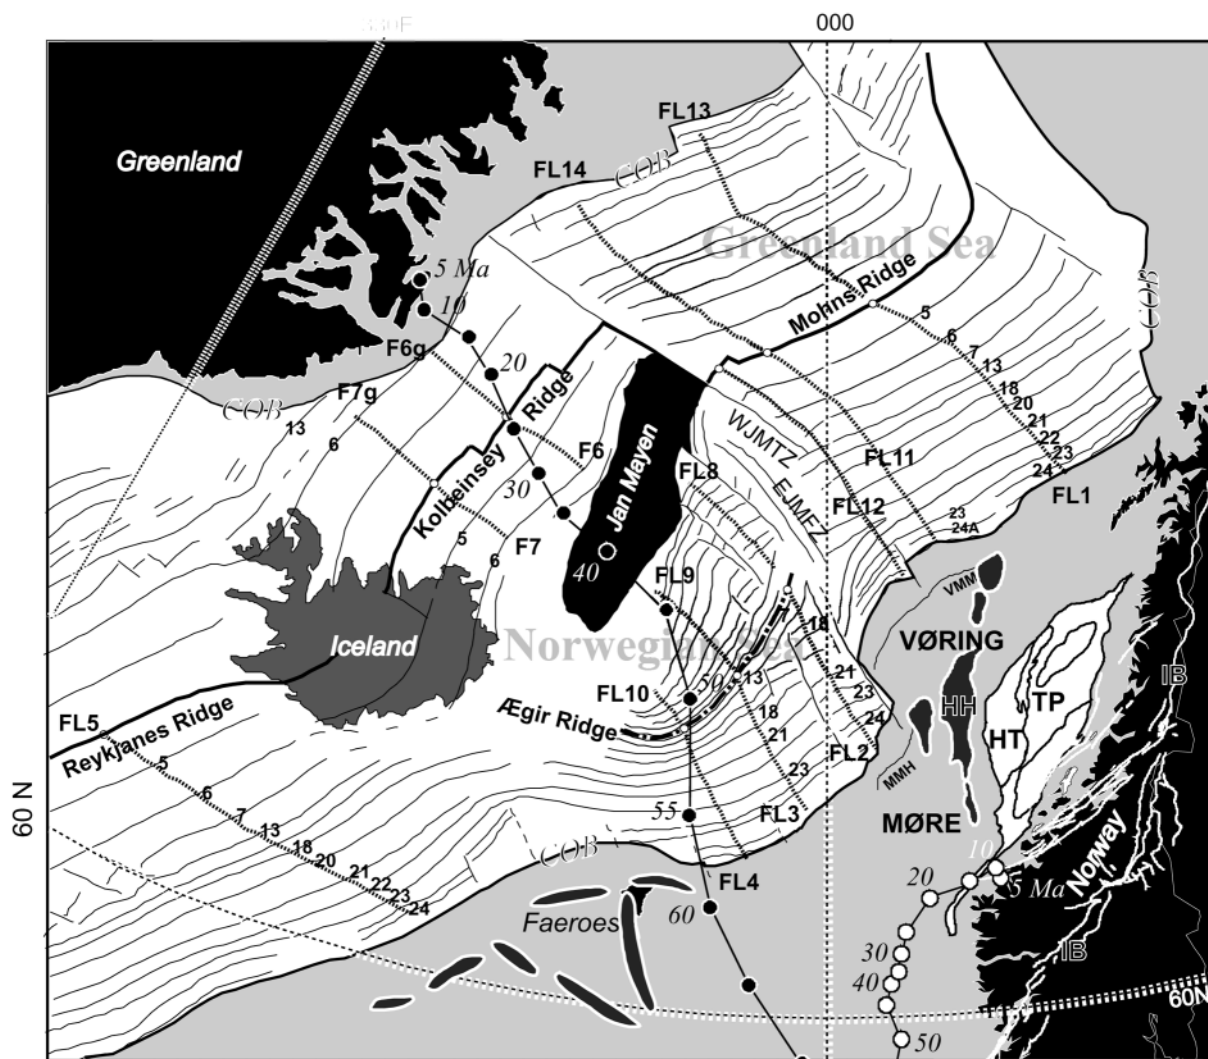 330E
000
FL13
Greenland
COB
FL14
Greenland Sea
5 Ma
10
Mohns Ridge
COB
5
F6g
6
7
13
20
18
F7g
20
COB
Ridge
21
13
WJMTZ
22
6
23
F6
24
Jan Mayen
FL8
FL11
FL1
Kolbeinsey
30
EJMFZ
FL12
23
24A
5
F7
6
40
FL9
VMM
18
VØRING
Iceland
Norwegian Sea
21
IB
FL10
50
13
23
HH
TP
Ægir Ridge
18
24
FL5
21
FL2
HT
Reykjanes Ridge
5
23
MMH
6
55
FL3
60 N
7
MØRE
13
COB
18
10
Norway
20
FL4
20
5 Ma
21
22
23
24
Faeroes
60
30
IB
40
60N
50